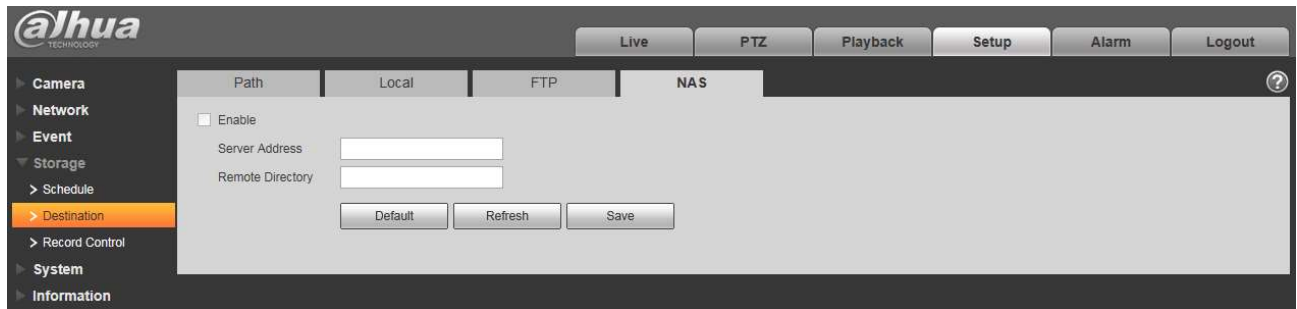 alhua
TECHNOLOGY
Live PTZ Playback Setup Alarm Logout
Camera
Network
Event
Storage
> Schedule
> Destination
> Record Control
System
Information
Path Local FTP NAS
?
Enable
Server Address
Remote Directory
Default Refresh Save